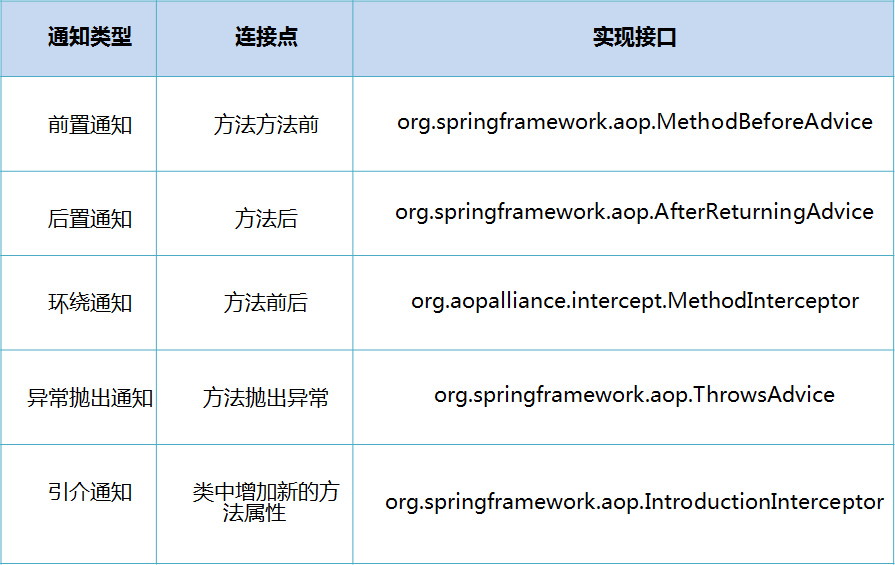 通知类型 连接点 实现接口
前置通知 方法方法前 org.springframework.aop.MethodBeforeAdvice
后置通知 方法后 org.springframework.aop.AfterReturningAdvice
环绕通知 方法前后 org.aopalliance.intercept.MethodInterceptor
异常抛出通知 方法抛出异常 org.springframework.aop.ThrowsAdvice
引介通知 类中增加新的方
法属性 org.springframework.aop.IntroductionInterceptor